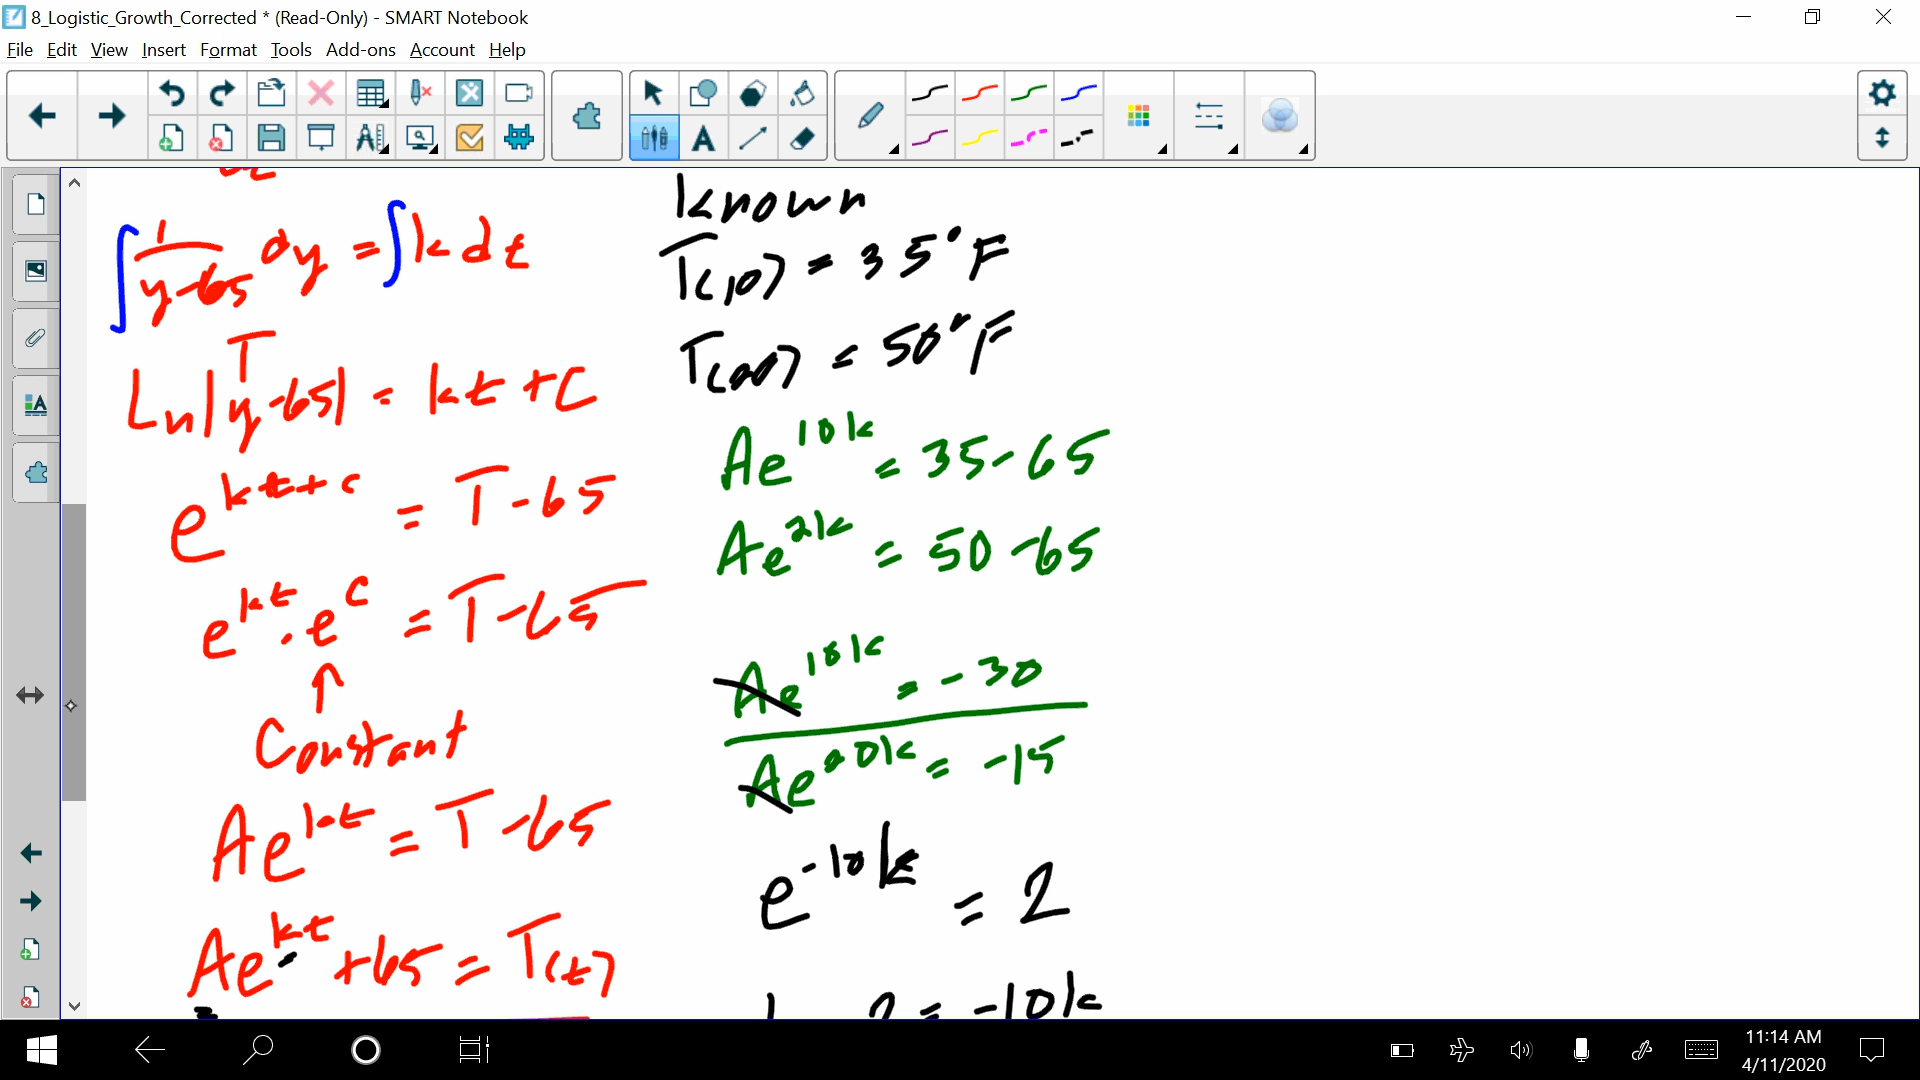 8_Logistic_Growth_Corrected * (Read-Only) - SMART Notebook
File Edit View Insert Format Tools Add-ons Account Help
∫ 1/(y-65) dy = ∫ k dt
T
Ln|y-65| = kt + C
e^(kt+c) = T-65
e^(kt) · e^c = T-65
↑
Constant
Ae^(kt) = T-65
Ae^(kt) + 65 = T(t)
known
T(10) = 35°F
T(20) = 50°F
Ae^(10k) = 35-65
Ae^(2k) = 50-65
Ae^(10k) = -30
Ae^(20k) = -15
e^(-10k) = 2
2 = -10k
11:14 AM
4/11/2020